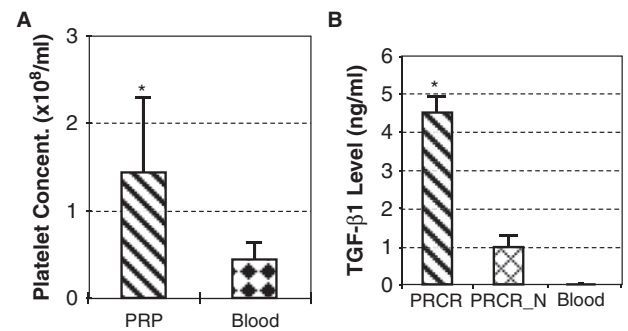 A
Platelet Concent. (x10⁸/ml)
3
2
1
0
*
PRP
Blood
B
TGF-β1 Level (ng/ml)
6
5
4
3
2
1
0
*
PRCR
PRCR_N
Blood